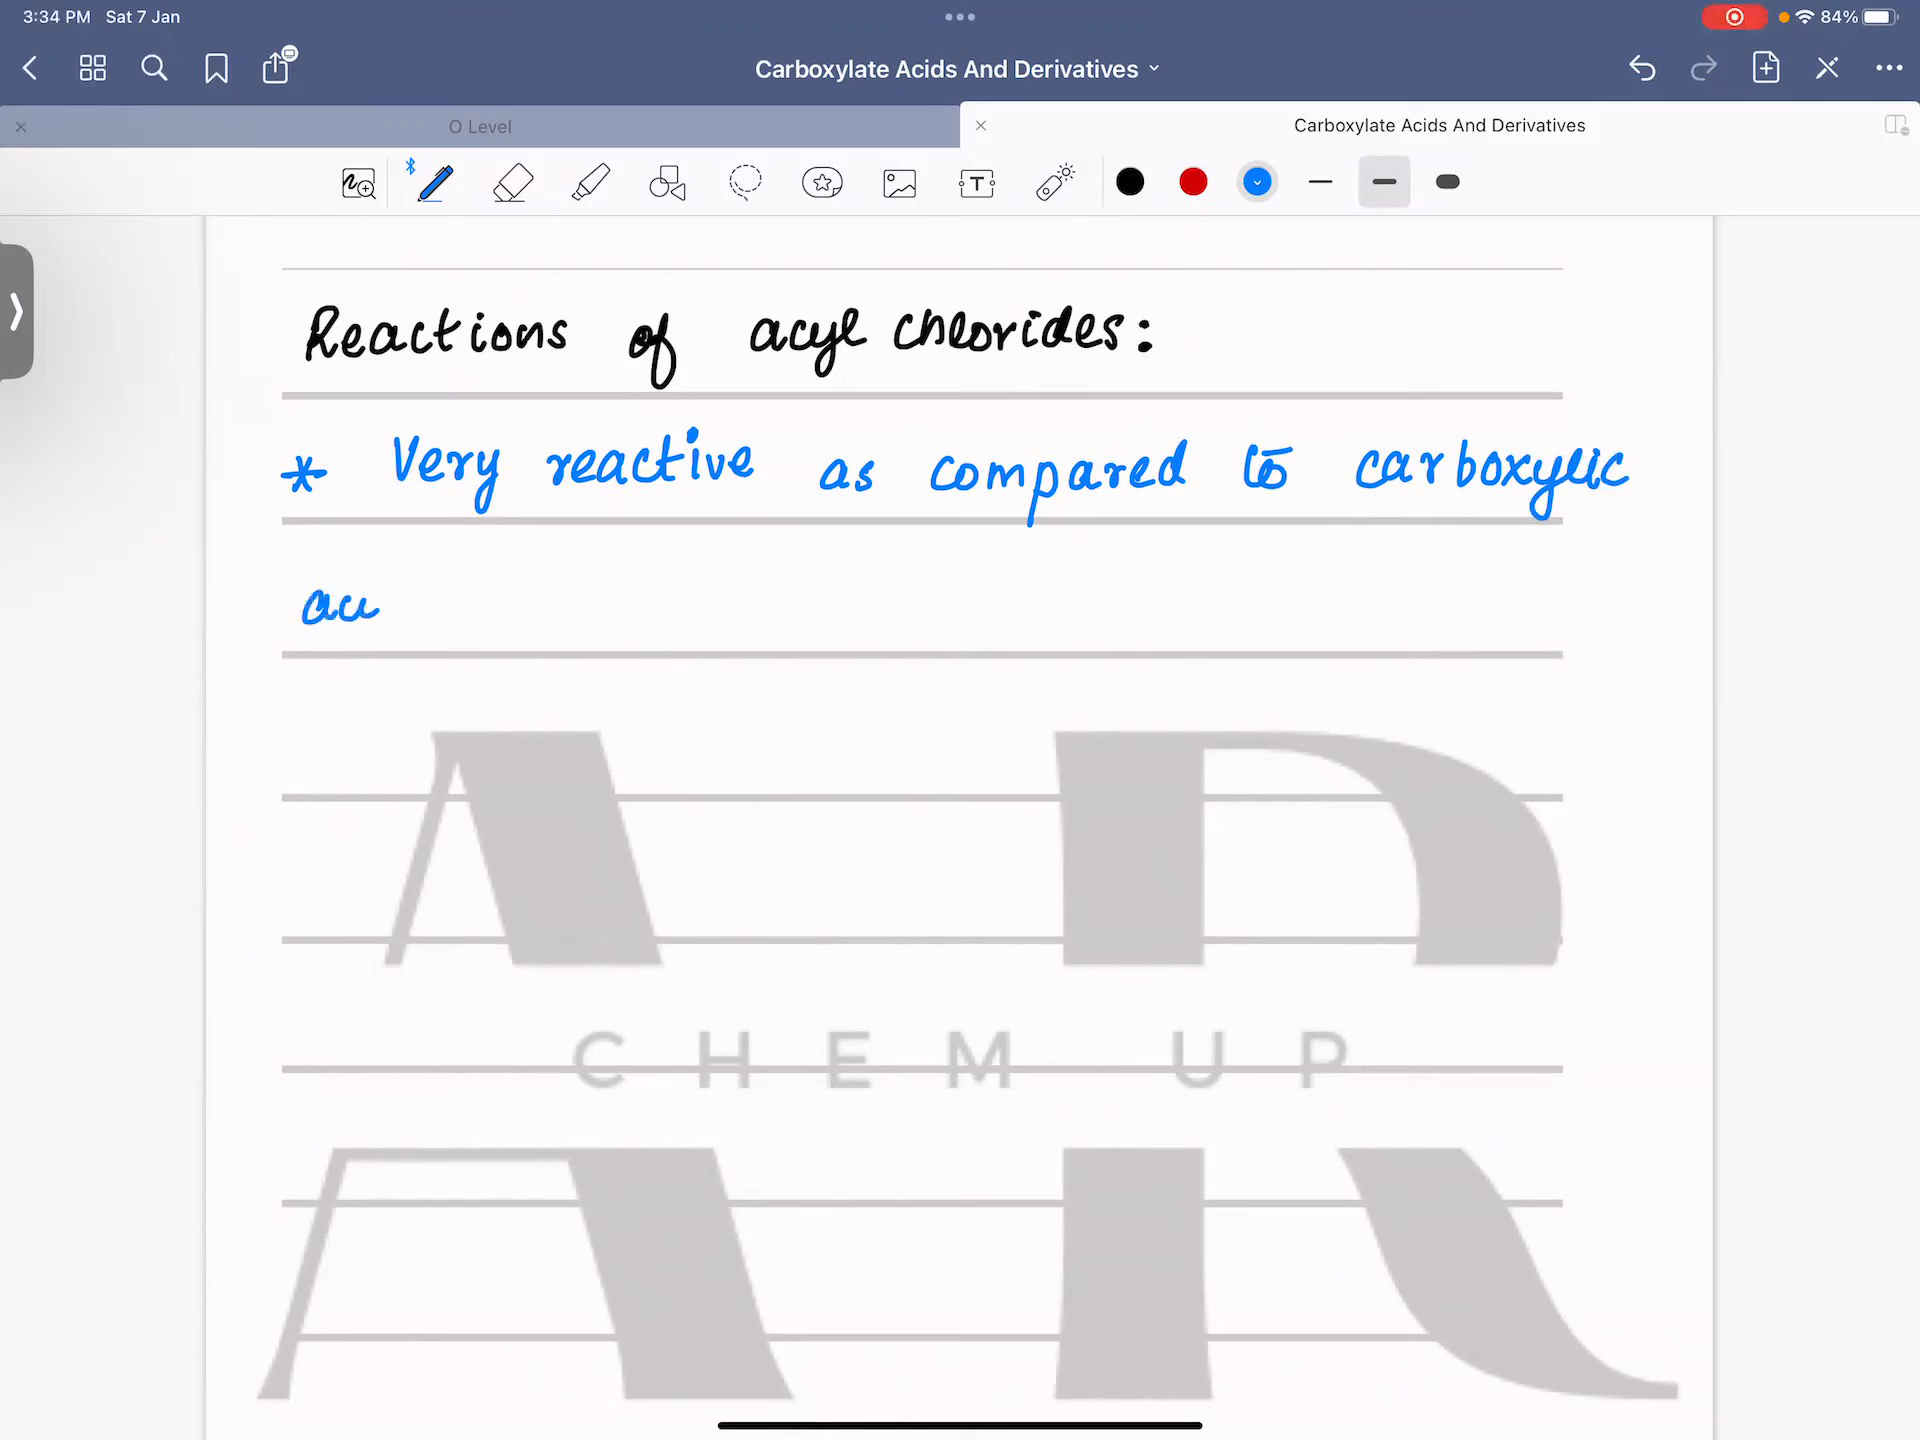 3:34 PM Sat 7 Jan
84%
Carboxylate Acids And Derivatives
O Level
Carboxylate Acids And Derivatives
T
Reactions of acyl chlorides:
* Very reactive as compared to carboxylic
aci
CHEM UP